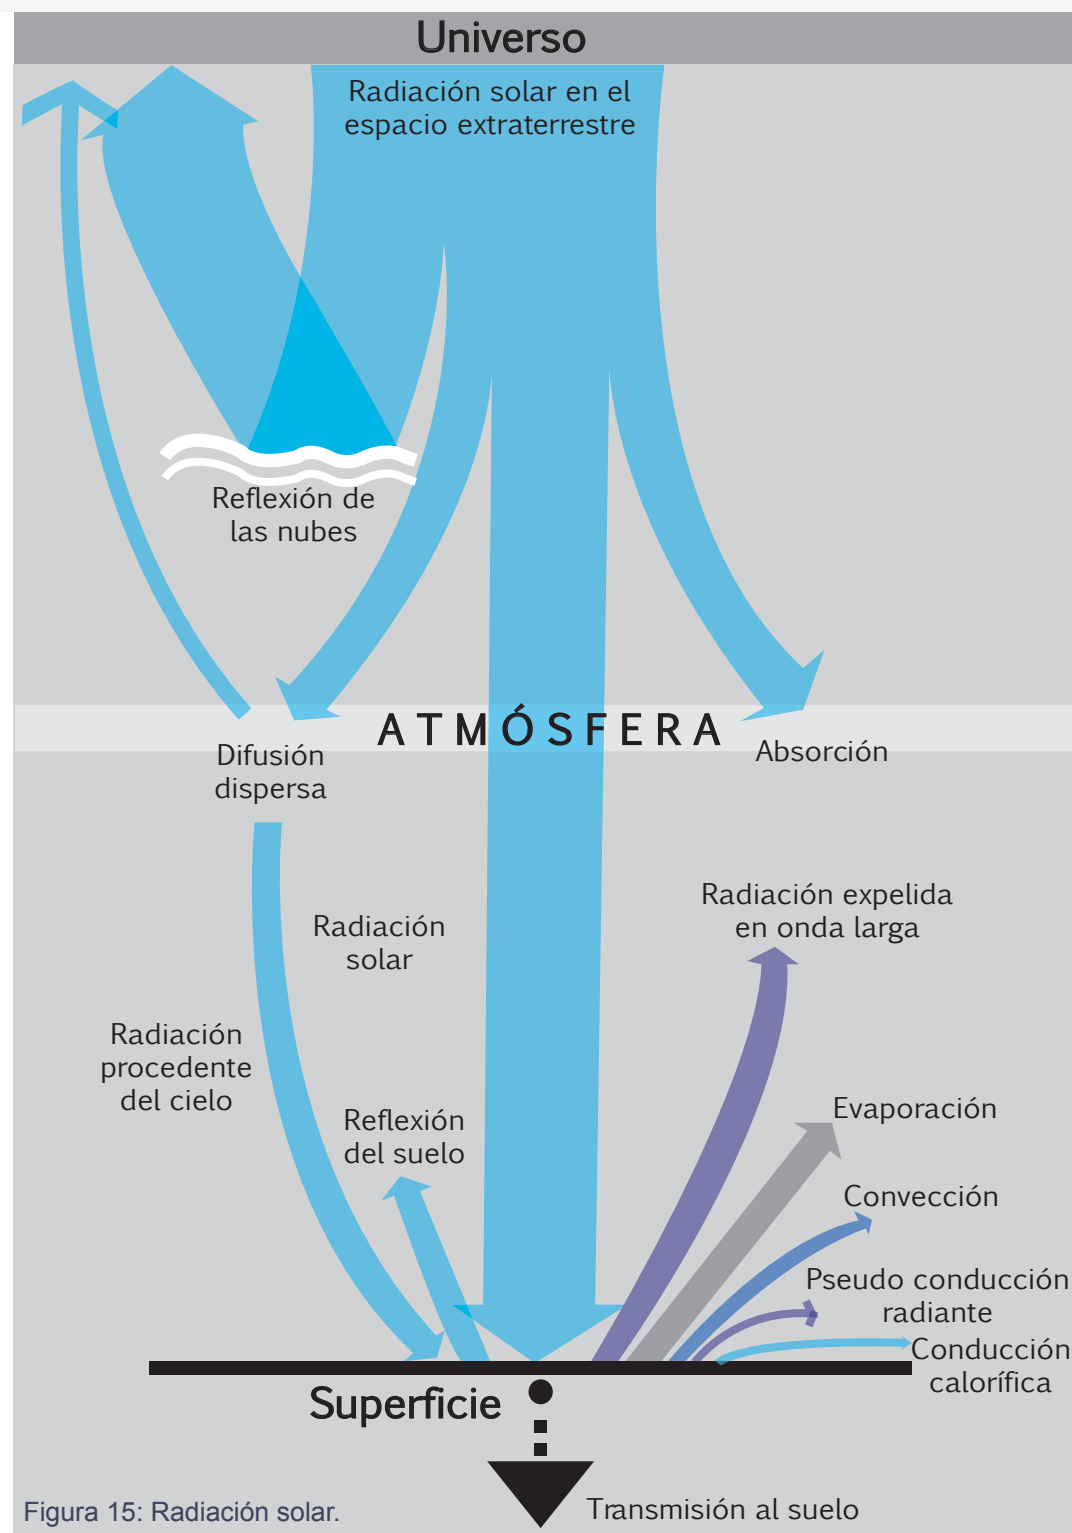 Universo
Radiación solar en el
espacio extraterrestre
Reflexión de
las nubes
ATMÓSFERA
Difusión
dispersa
Absorción
Radiación expelida
en onda larga
Radiación
solar
Radiación
procedente
del cielo
Reflexión
del suelo
Evaporación
Convección
Pseudo conducción
radiante
Conducción
calorífica
Superficie
Transmisión al suelo
Figura 15: Radiación solar.